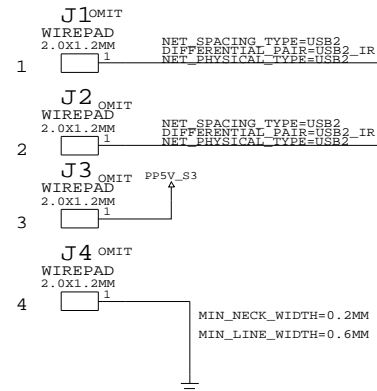 J1 OMIT
WIREPAD
2.0X1.2MM
1
1
NET_SPACING_TYPE=USB2
DIFFERENTIAL_PAIR=USB2_IR
NET_PHYSICAL_TYPE=USB2
J2 OMIT
WIREPAD
2.0X1.2MM
2
1
NET_SPACING_TYPE=USB2
DIFFERENTIAL_PAIR=USB2_IR
NET_PHYSICAL_TYPE=USB2
J3 OMIT
WIREPAD
2.0X1.2MM
3
1
PP5V_S3
J4 OMIT
WIREPAD
2.0X1.2MM
4
1
MIN_NECK_WIDTH=0.2MM
MIN_LINE_WIDTH=0.6MM